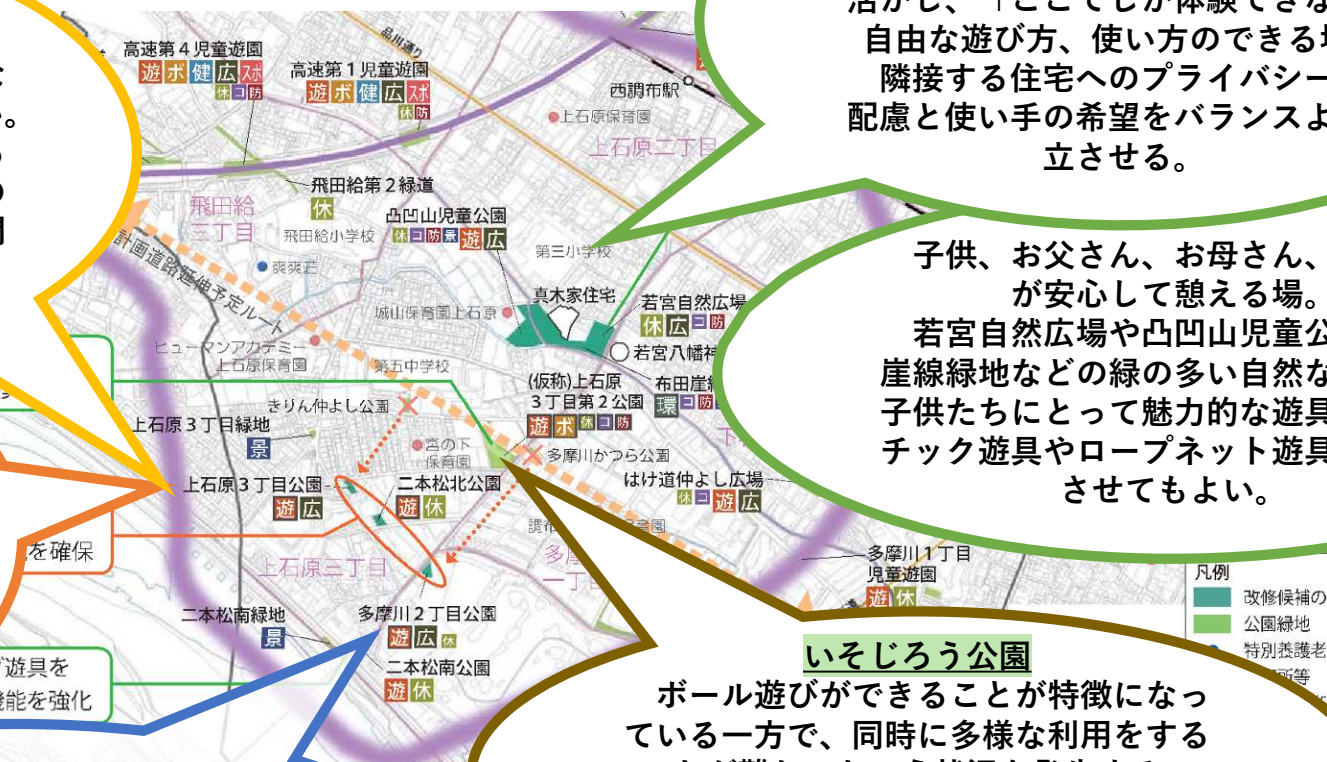 高速第4児童遊園
遊 ボ 健 広 スポ
休 コ 防
品川通り
高速第1児童遊園
遊 ボ 健 広 スポ
休 防
西調布駅
上石原保育園
上石原二丁目
自由な遊び方、使い方のできる
隣接する住宅へのプライバシー
配慮と使い手の希望をバランスよ
立させる。
飛田給第2緑道
休
飛田給
三丁目
飛田給小学校
凸凹山児童公園
休 コ 防 景 遊 広
第三小学校
爽爽荘
計画道路延伸予定ルート
城山保育園上石原
真木家住宅
若宮自然広場
休 広 コ 防
若宮八幡神
ヒューマンアカデミー
上石原保育園
第五中学校
きりん仲よし公園
(仮称)上石原
3丁目第2公園
遊 ボ 休 コ 防
布田崖
環 コ 防
上石原3丁目緑地
景
宮の下
保育園
多摩川かつら公園
はけ道仲よし広場
休 コ 遊 広
上石原3丁目公園
遊 広
二本松北公園
遊 休
子供、お父さん、お母さん、
が安心して憩える場。
若宮自然広場や凸凹山児童公
崖線緑地などの緑の多い自然な
子供たちにとって魅力的な遊具
チック遊具やロープネット遊具
させてもよい。
を確保
上石原三丁目
多摩川1丁目
児童遊園
遊 休
二本松南緑地
景
多摩川2丁目公園
遊 広 休
二本松南公園
遊 休
遊具を
能を強化
凡例
改修候補の
公園緑地
特別養護老
所等
いそじろう公園
ボール遊びができることが特徴になっ
ている一方で、同時に多様な利用をする